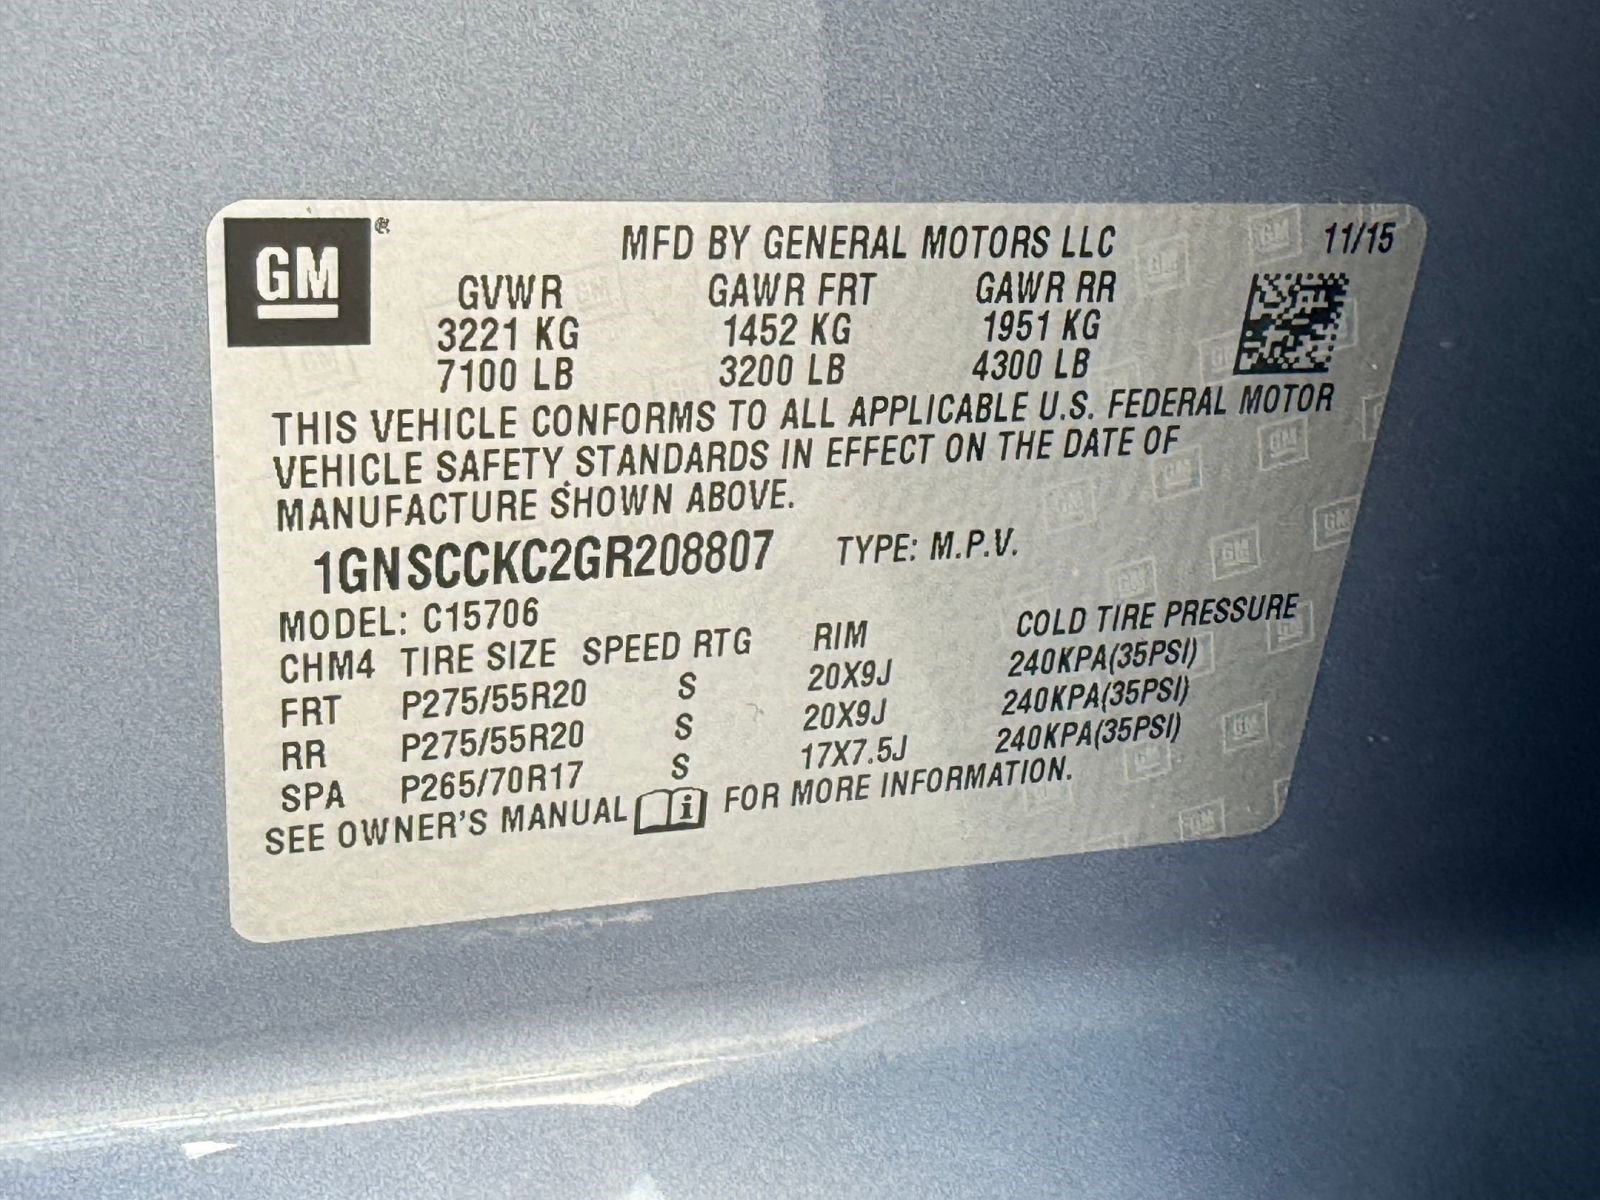 GM ®
MFD BY GENERAL MOTORS LLC 11/15
GVWR GAWR FRT GAWR RR
3221 KG 1452 KG 1951 KG
7100 LB 3200 LB 4300 LB
THIS VEHICLE CONFORMS TO ALL APPLICABLE U.S. FEDERAL MOTOR
VEHICLE SAFETY STANDARDS IN EFFECT ON THE DATE OF
MANUFACTURE SHOWN ABOVE.
1GNSCCKC2GR208807 TYPE: M.P.V.
MODEL: C15706
CHM4 TIRE SIZE SPEED RTG RIM COLD TIRE PRESSURE
FRT P275/55R20 S 20X9J 240KPA(35PSI)
RR P275/55R20 S 20X9J 240KPA(35PSI)
SPA P265/70R17 S 17X7.5J 240KPA(35PSI)
SEE OWNER'S MANUAL i FOR MORE INFORMATION.